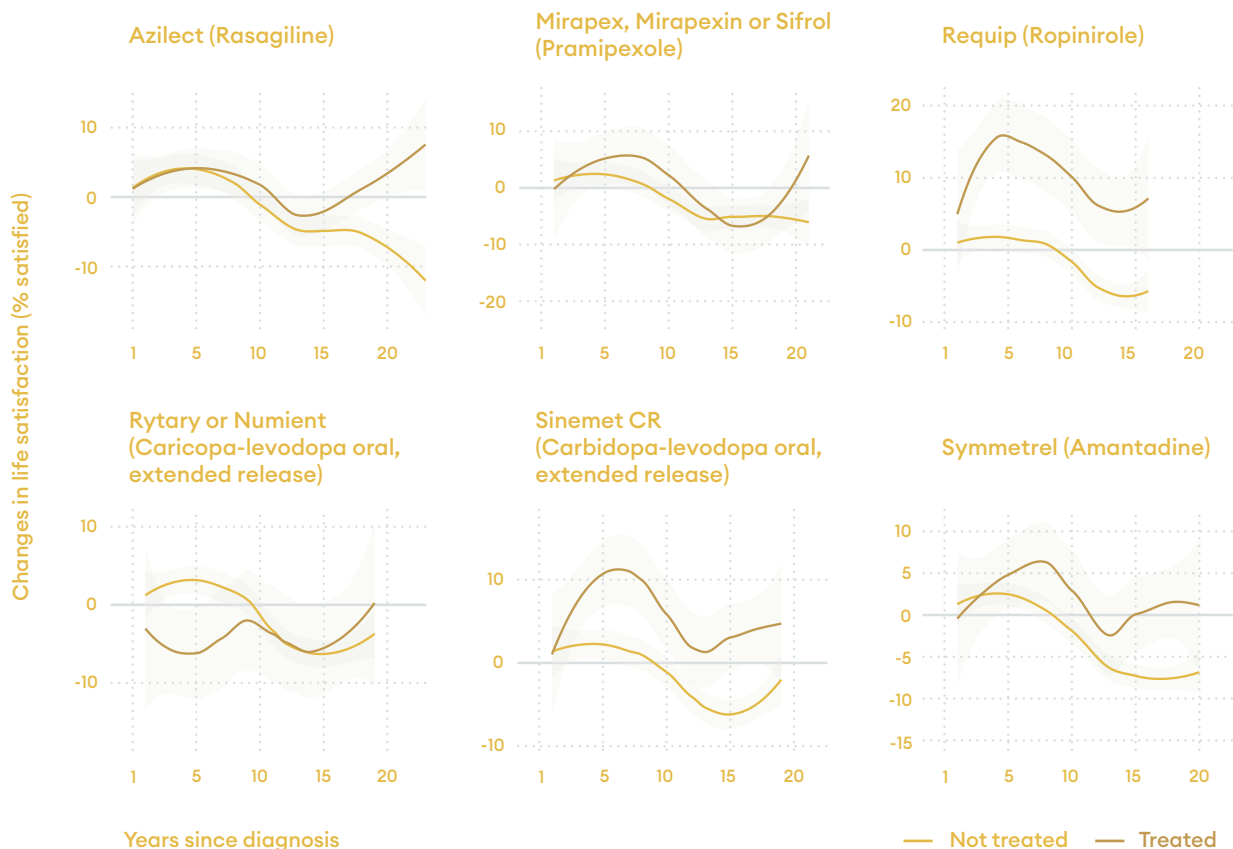 Changes in life satisfaction (% satisfied)
Azilect (Rasagiline)
10
0
-10
1 5 10 15 20
Mirapex, Mirapexin or Sifrol
(Pramipexole)
10
0
-10
-20
1 5 10 15 20
Requip (Ropinirole)
20
10
0
-10
1 5 10 15 20
Rytary or Numient
(Caricopa-levodopa oral,
extended release)
10
0
-10
1 5 10 15 20
Sinemet CR
(Carbidopa-levodopa oral,
extended release)
10
0
-10
1 5 10 15 20
Symmetrel (Amantadine)
10
5
0
-5
-10
-15
1 5 10 15 20
Years since diagnosis
Not treated
Treated